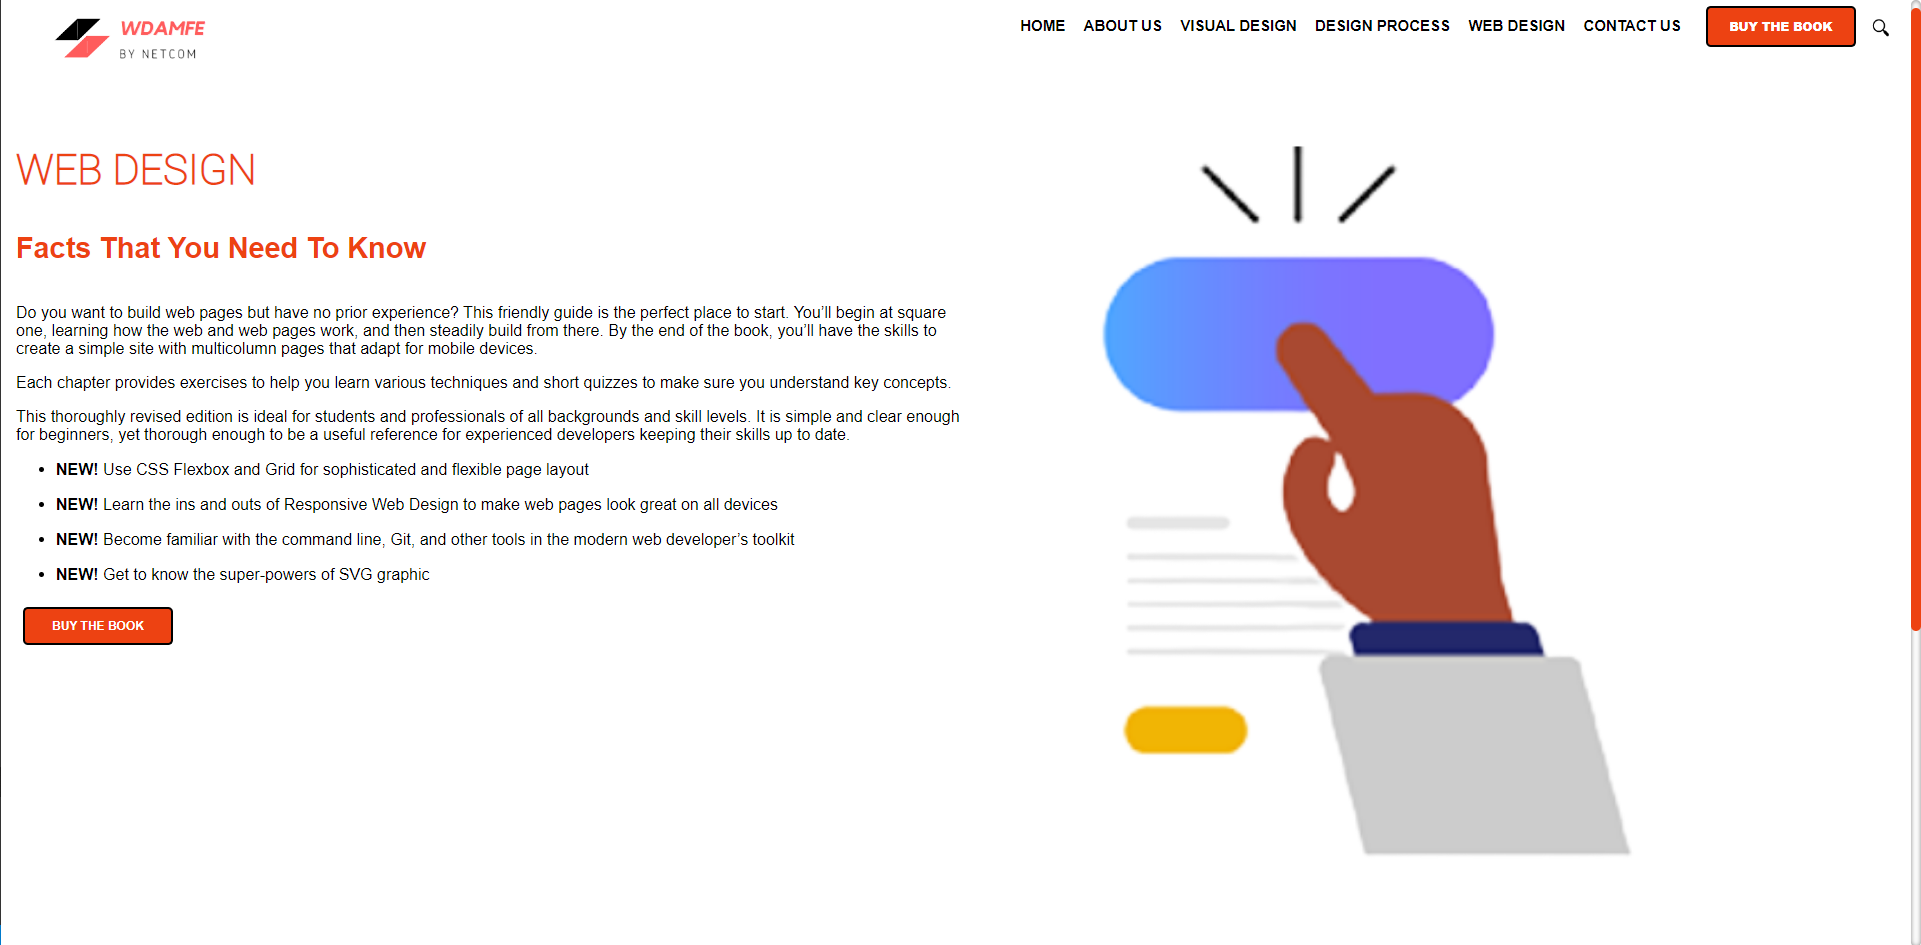 WDAMFE
BY NETCOM
HOME ABOUT US VISUAL DESIGN DESIGN PROCESS WEB DESIGN CONTACT US BUY THE BOOK
WEB DESIGN
Facts That You Need To Know
Do you want to build web pages but have no prior experience? This friendly guide is the perfect place to start. You’ll begin at square
one, learning how the web and web pages work, and then steadily build from there. By the end of the book, you’ll have the skills to
create a simple site with multicolumn pages that adapt for mobile devices.
Each chapter provides exercises to help you learn various techniques and short quizzes to make sure you understand key concepts.
This thoroughly revised edition is ideal for students and professionals of all backgrounds and skill levels. It is simple and clear enough
for beginners, yet thorough enough to be a useful reference for experienced developers keeping their skills up to date.
• NEW! Use CSS Flexbox and Grid for sophisticated and flexible page layout
• NEW! Learn the ins and outs of Responsive Web Design to make web pages look great on all devices
• NEW! Become familiar with the command line, Git, and other tools in the modern web developer’s toolkit
• NEW! Get to know the super-powers of SVG graphic
BUY THE BOOK